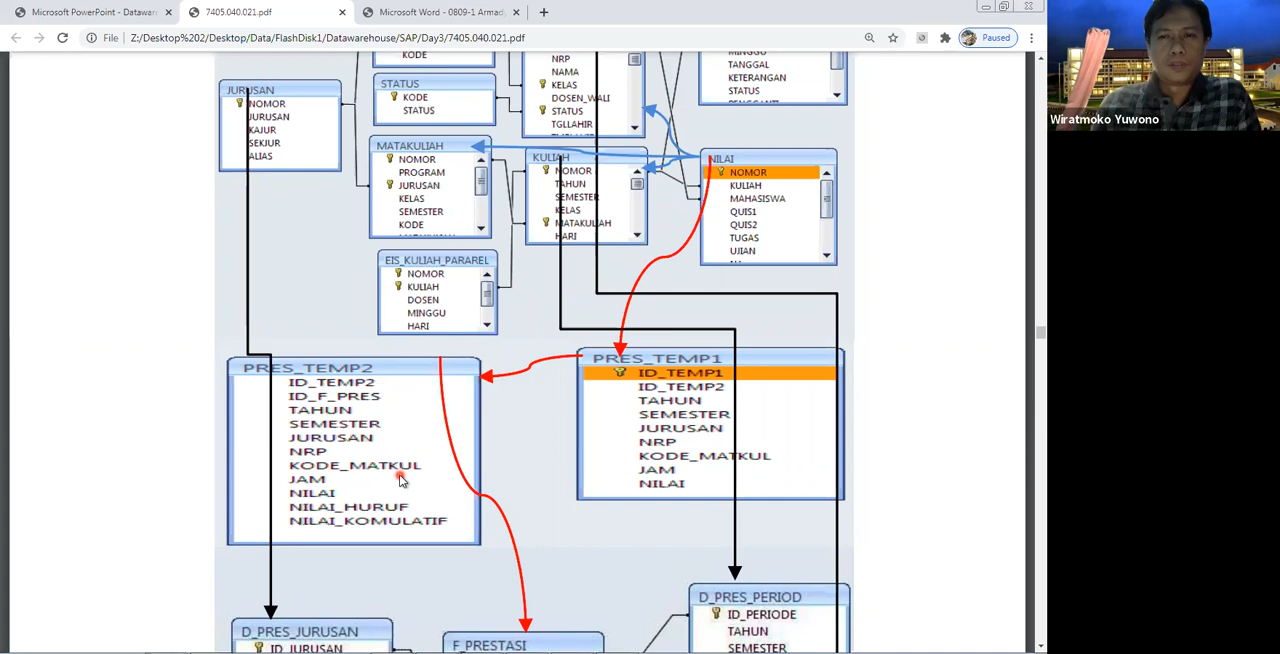 Microsoft PowerPoint - Dataware
7405.040.021.pdf
Microsoft Word - 0809-1 Armad
File
Z:/Desktop%202/Desktop/Data/FlashDisk1/Datawarehouse/SAP/Day3/7405.040.021.pdf
Paused
Wiratmoko Yuwono
KODE
STATUS
KODE
STATUS
NRP
NAMA
KELAS
DOSEN_WALI
STATUS
TGLLAHIR
MINGGU
TANGGAL
KETERANGAN
STATUS
JURUSAN
NOMOR
JURUSAN
KAJUR
SEKJUR
ALIAS
MATAKULIAH
NOMOR
PROGRAM
JURUSAN
KELAS
SEMESTER
KODE
KULIAH
NOMOR
TAHUN
SEMESTER
KELAS
MATAKULIAH
HARI
NILAI
NOMOR
KULIAH
MAHASISWA
QUIS1
QUIS2
TUGAS
UJIAN
EIS_KULIAH_PARAREL
NOMOR
KULIAH
DOSEN
MINGGU
HARI
PRES_TEMP2
ID_TEMP2
ID_F_PRES
TAHUN
SEMESTER
JURUSAN
NRP
KODE_MATKUL
JAM
NILAI
NILAI_HURUF
NILAI_KOMULATIF
PRES_TEMP1
ID_TEMP1
ID_TEMP2
TAHUN
SEMESTER
JURUSAN
NRP
KODE_MATKUL
JAM
NILAI
D_PRES_JURUSAN
ID_JURUSAN
F_PRESTASI
D_PRES_PERIOD
ID_PERIODE
TAHUN
SEMESTER